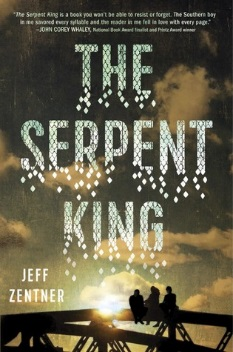 "The Serpent King is a book you won't be able to resist or forget. The Southern boy
in me savored every syllable and the reader in me fell in love with every page."
—JOHN COREY WHALEY, National Book Award finalist and Printz Award winner
THE
SERPENT
KING
JEFF
ZENTNER